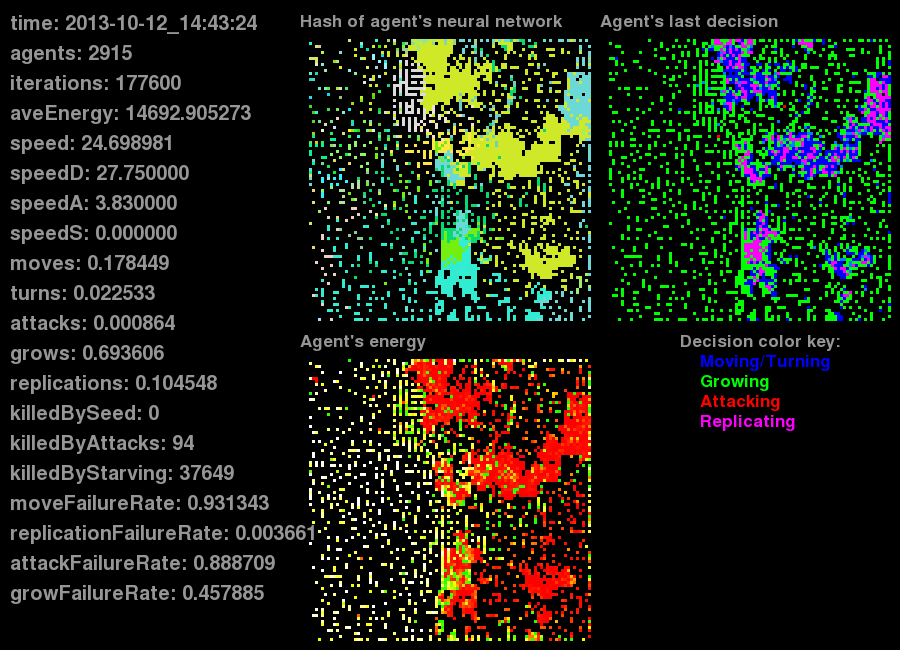 time: 2013-10-12_14:43:24
agents: 2915
iterations: 177600
aveEnergy: 14692.905273
speed: 24.698981
speedD: 27.750000
speedA: 3.830000
speedS: 0.000000
moves: 0.178449
turns: 0.022533
attacks: 0.000864
grows: 0.693606
replications: 0.104548
killedBySeed: 0
killedByAttacks: 94
killedByStarving: 37649
moveFailureRate: 0.931343
replicationFailureRate: 0.003661
attackFailureRate: 0.888709
growFailureRate: 0.457885
Hash of agent's neural network
Agent's last decision
Agent's energy
Decision color key:
Moving/Turning
Growing
Attacking
Replicating